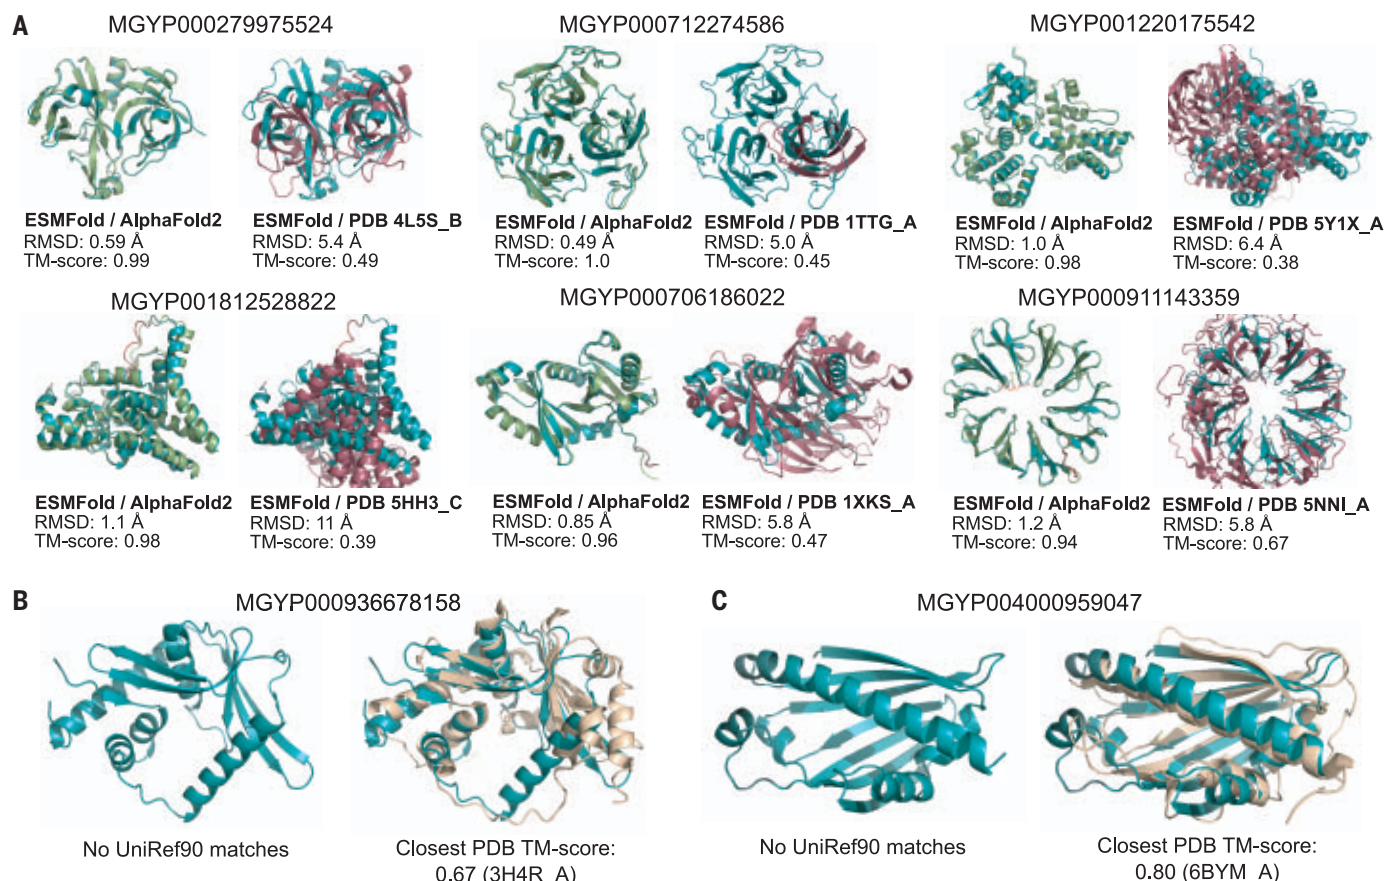 A
MGYP000279975524
MGYP000712274586
MGYP001220175542
ESMFold / AlphaFold2
RMSD: 0.59 Å
TM-score: 0.99
ESMFold / PDB 4L5S_B
RMSD: 5.4 Å
TM-score: 0.49
ESMFold / AlphaFold2
RMSD: 0.49 Å
TM-score: 1.0
ESMFold / PDB 1TTG_A
RMSD: 5.0 Å
TM-score: 0.45
ESMFold / AlphaFold2
RMSD: 1.0 Å
TM-score: 0.98
ESMFold / PDB 5Y1X_A
RMSD: 6.4 Å
TM-score: 0.38
MGYP001812528822
MGYP000706186022
MGYP000911143359
ESMFold / AlphaFold2
RMSD: 1.1 Å
TM-score: 0.98
ESMFold / PDB 5HH3_C
RMSD: 11 Å
TM-score: 0.39
ESMFold / AlphaFold2
RMSD: 0.85 Å
TM-score: 0.96
ESMFold / PDB 1XKS_A
RMSD: 5.8 Å
TM-score: 0.47
ESMFold / AlphaFold2
RMSD: 1.2 Å
TM-score: 0.94
ESMFold / PDB 5NNI_A
RMSD: 5.8 Å
TM-score: 0.67
B
MGYP000936678158
No UniRef90 matches
Closest PDB TM-score:
0.67 (3H4R_A)
C
MGYP004000959047
No UniRef90 matches
Closest PDB TM-score:
0.80 (6BYM_A)